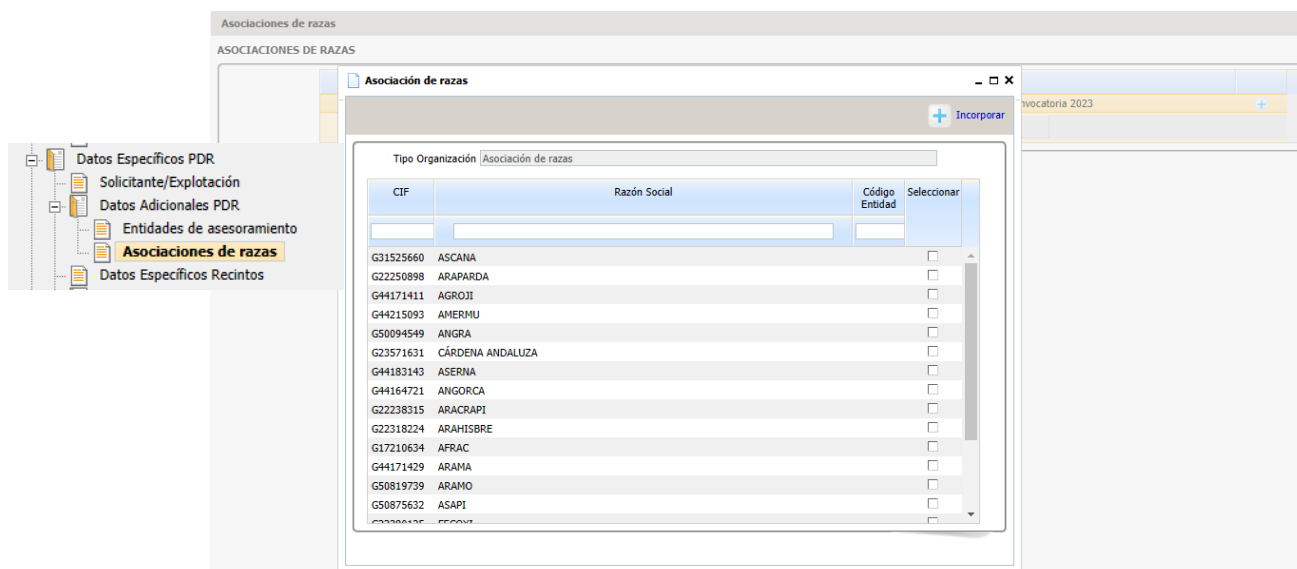 Asociaciones de razas
ASOCIACIONES DE RAZAS
Asociación de razas
nvocatoria 2023
Incorporar
Datos Específicos PDR
Solicitante/Explotación
Datos Adicionales PDR
Entidades de asesoramiento
Asociaciones de razas
Datos Específicos Recintos
Tipo Organización Asociación de razas
CIF Razón Social Código Entidad Seleccionar
G31525660 ASCANA
G22250898 ARAPARDA
G44171411 AGROJI
G44215093 AMERMU
G50094549 ANGRA
G23571631 CÁRDENA ANDALUZA
G44183143 ASERNA
G44164721 ANGORCA
G22238315 ARACRAPI
G22318224 ARAHISBRE
G17210634 AFRAC
G44171429 ARAMA
G50819739 ARAMO
G50875632 ASAPI